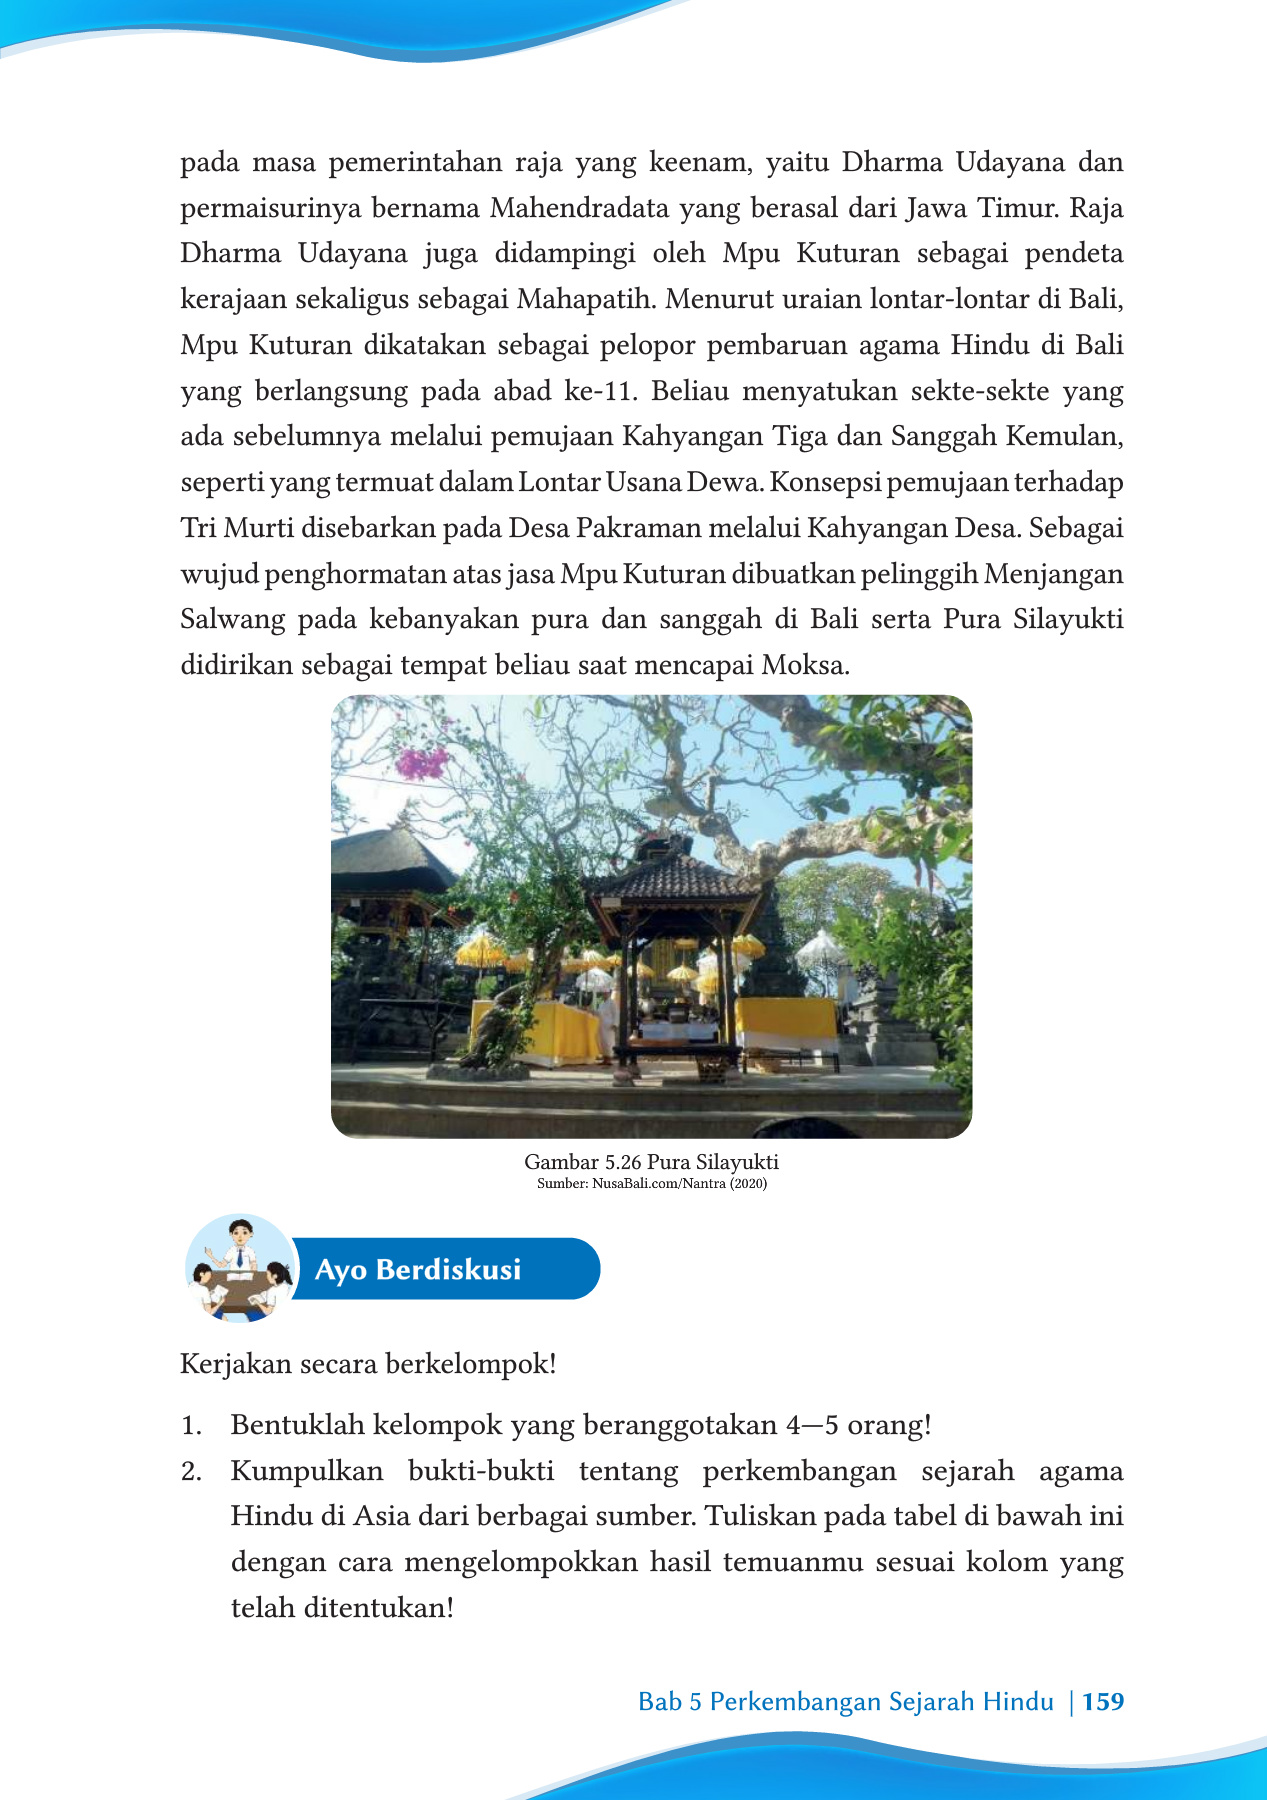 pada masa pemerintahan raja yang keenam, yaitu Dharma Udayana dan
permaisurinya bernama Mahendradata yang berasal dari Jawa Timur. Raja
Dharma Udayana juga didampingi oleh Mpu Kuturan sebagai pendeta
kerajaan sekaligus sebagai Mahapatih. Menurut uraian lontar-lontar di Bali,
Mpu Kuturan dikatakan sebagai pelopor pembaruan agama Hindu di Bali
yang berlangsung pada abad ke-11. Beliau menyatukan sekte-sekte yang
ada sebelumnya melalui pemujaan Kahyangan Tiga dan Sanggah Kemulan,
seperti yang termuat dalam Lontar Usana Dewa. Konsepsi pemujaan terhadap
Tri Murti disebarkan pada Desa Pakraman melalui Kahyangan Desa. Sebagai
wujud penghormatan atas jasa Mpu Kuturan dibuatkan pelinggih Menjangan
Salwang pada kebanyakan pura dan sanggah di Bali serta Pura Silayukti
didirikan sebagai tempat beliau saat mencapai Moksa.
Gambar 5.26 Pura Silayukti
Sumber: NusaBali.com/Nantra (2020)
Ayo Berdiskusi
Kerjakan secara berkelompok!
1. Bentuklah kelompok yang beranggotakan 4—5 orang!
2. Kumpulkan bukti-bukti tentang perkembangan sejarah agama
Hindu di Asia dari berbagai sumber. Tuliskan pada tabel di bawah ini
dengan cara mengelompokkan hasil temuanmu sesuai kolom yang
telah ditentukan!
Bab 5 Perkembangan Sejarah Hindu | 159